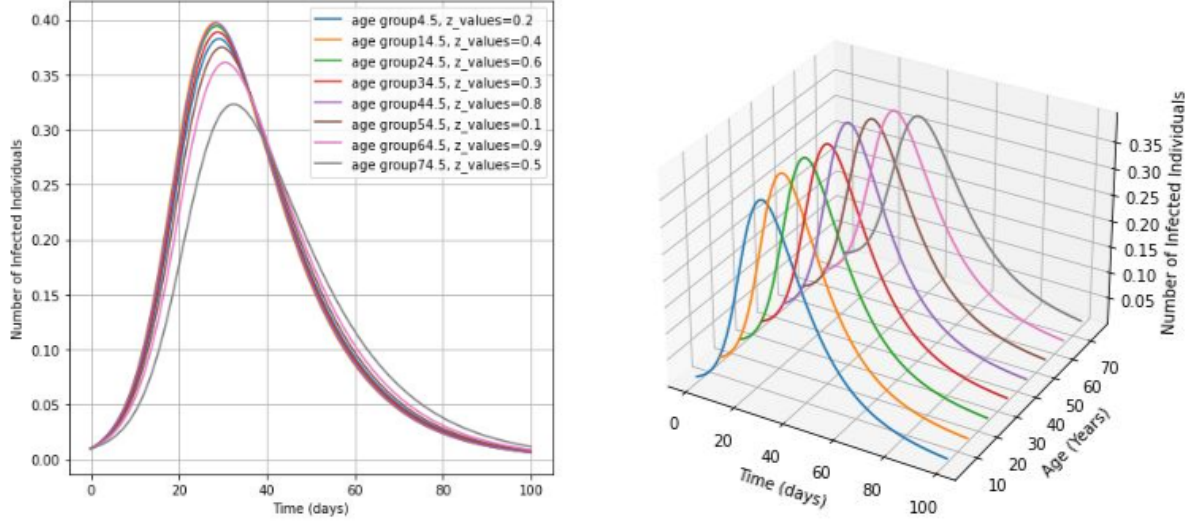 0.40
0.35
0.30
0.25
0.20
0.15
0.10
0.05
0.00
Number of Infected Individuals
0 20 40 60 80 100
Time (days)
age group4.5, z_values=0.2
age group14.5, z_values=0.4
age group24.5, z_values=0.6
age group34.5, z_values=0.3
age group44.5, z_values=0.8
age group54.5, z_values=0.1
age group64.5, z_values=0.9
age group74.5, z_values=0.5
0.35
0.30
0.25
0.20
0.15
0.10
0.05
Number of Infected Individuals
0 20 40 60 80 100
Time (days)
10 20 30 40 50 60 70
Age (Years)